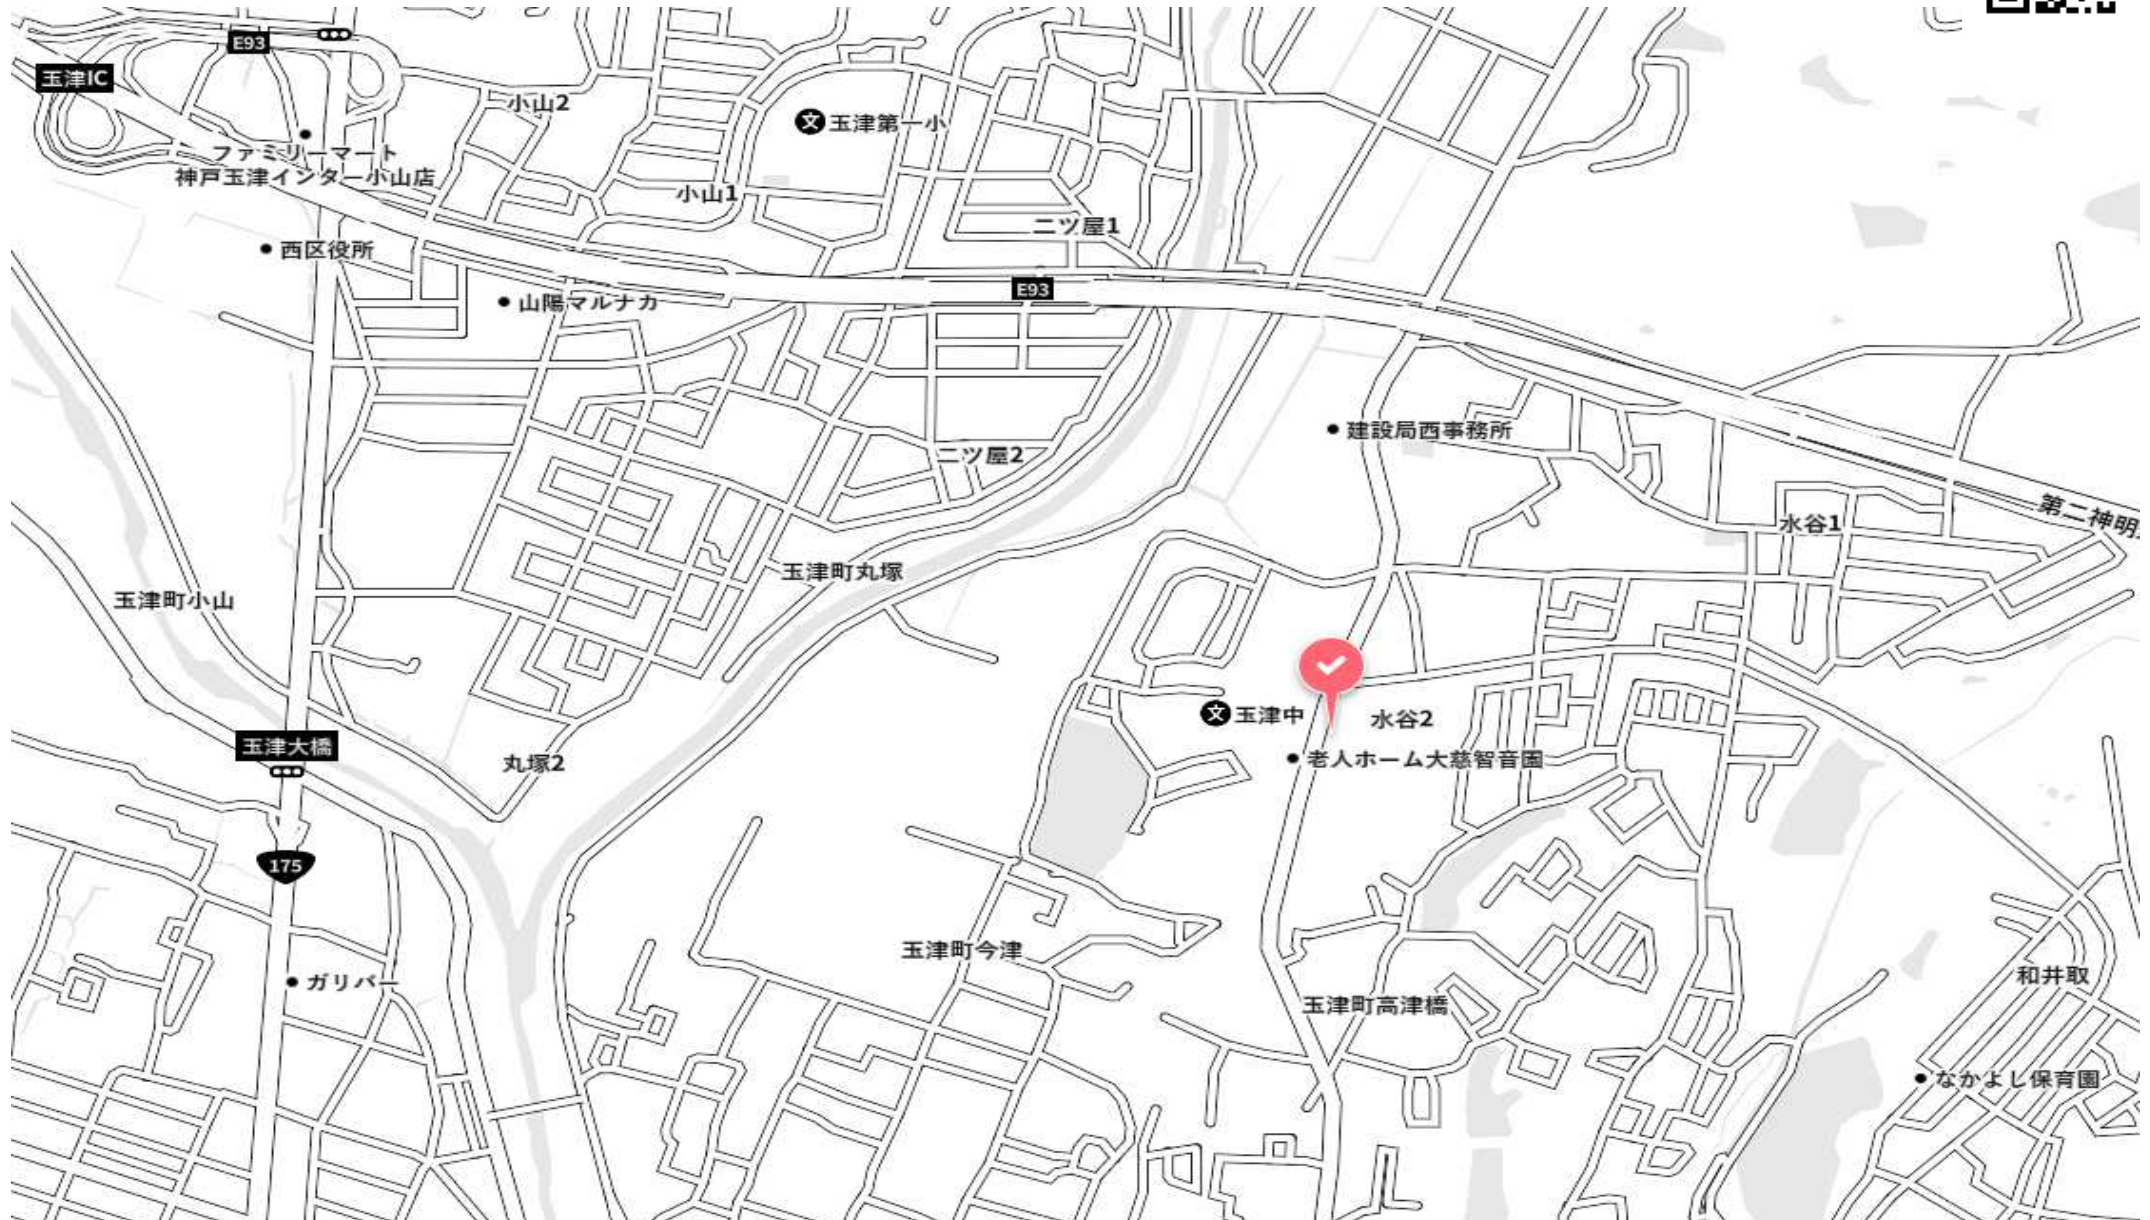 E93
玉津IC
小山2
玉津第一小
ファミリーマート
神戸玉津インター小山店
小山1
二ツ屋1
西区役所
山陽マルナカ
E93
建設局西事務所
二ツ屋2
水谷1
第二神明
玉津町丸塚
玉津町小山
玉津中
水谷2
玉津大橋
丸塚2
老人ホーム大慈智音園
175
玉津町今津
ガリバー
和井取
玉津町高津橋
なかよし保育園